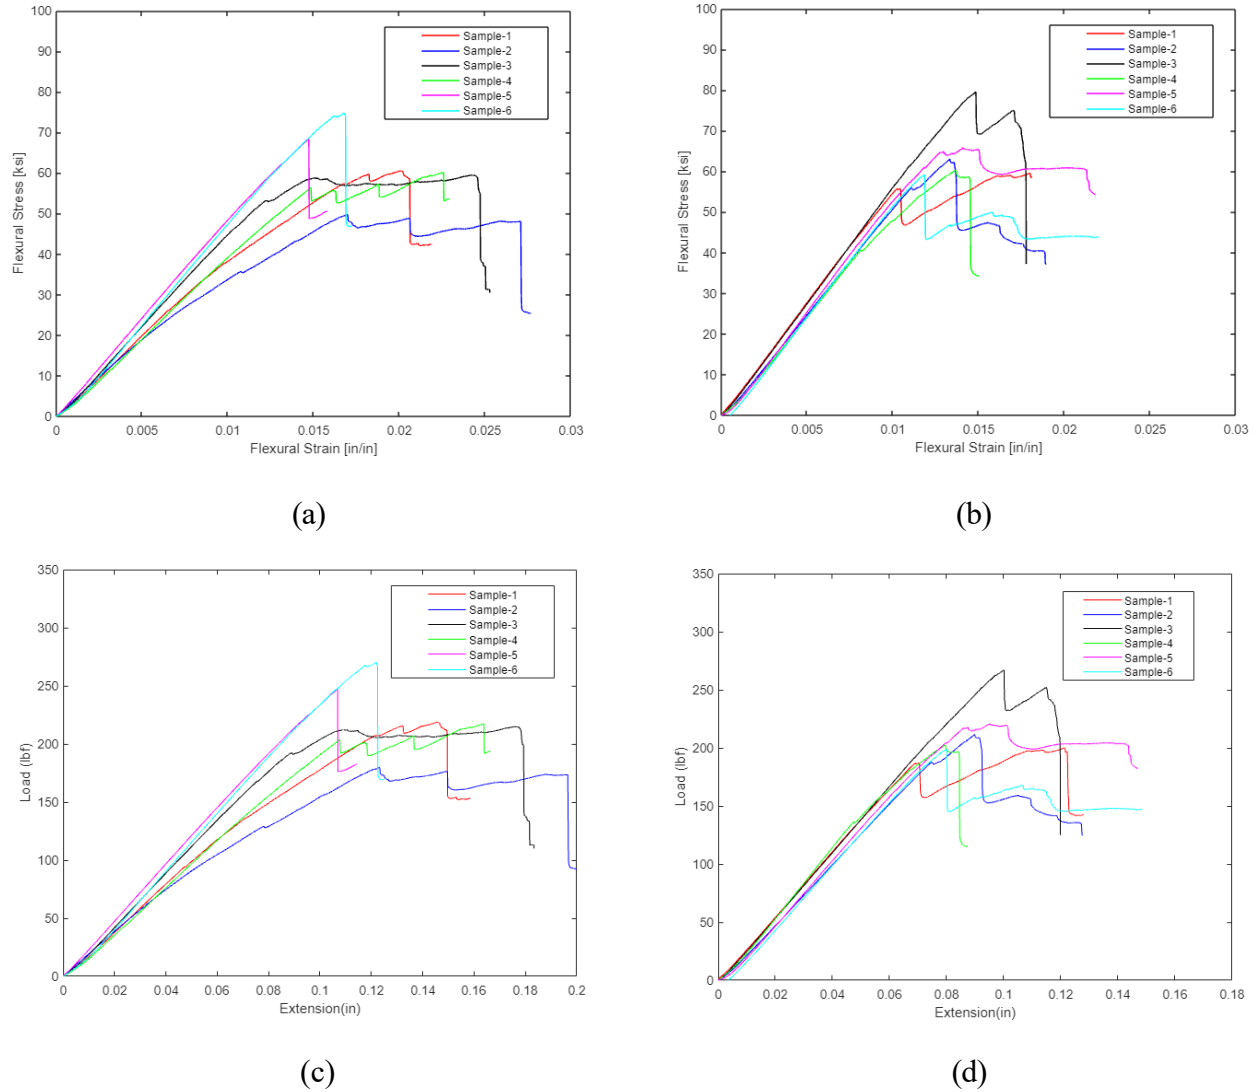 100
90
80
70
60
50
40
30
20
10
0
Flexural Stress [ksi]
Sample-1
Sample-2
Sample-3
Sample-4
Sample-5
Sample-6
0 0.005 0.01 0.015 0.02 0.025 0.03
Flexural Strain [in/in]
(a)
100
90
80
70
60
50
40
30
20
10
0
Flexural Stress [ksi]
Sample-1
Sample-2
Sample-3
Sample-4
Sample-5
Sample-6
0 0.005 0.01 0.015 0.02 0.025 0.03
Flexural Strain [in/in]
(b)
350
300
250
200
150
100
50
0
Load (lbf)
Sample-1
Sample-2
Sample-3
Sample-4
Sample-5
Sample-6
0 0.02 0.04 0.06 0.08 0.1 0.12 0.14 0.16 0.18 0.2
Extension(in)
(c)
350
300
250
200
150
100
50
0
Load (lbf)
Sample-1
Sample-2
Sample-3
Sample-4
Sample-5
Sample-6
0 0.02 0.04 0.06 0.08 0.1 0.12 0.14 0.16 0.18
Extension(in)
(d)